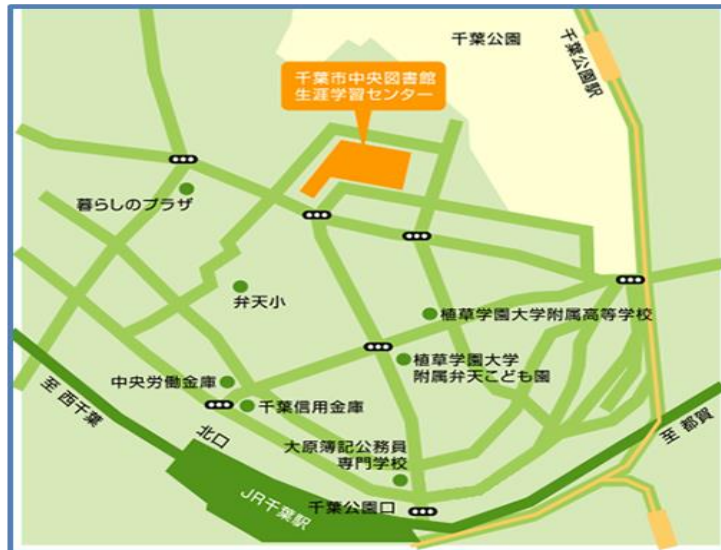 千葉公園
千葉公園駅
千葉市中央図書館
生涯学習センター
暮らしのプラザ
弁天小
植草学園大学附属高等学校
植草学園大学
附属弁天こども園
中央労働金庫
千葉信用金庫
至 西千葉
北口
大原簿記公務員
専門学校
至 都賀
JR千葉駅
千葉公園口